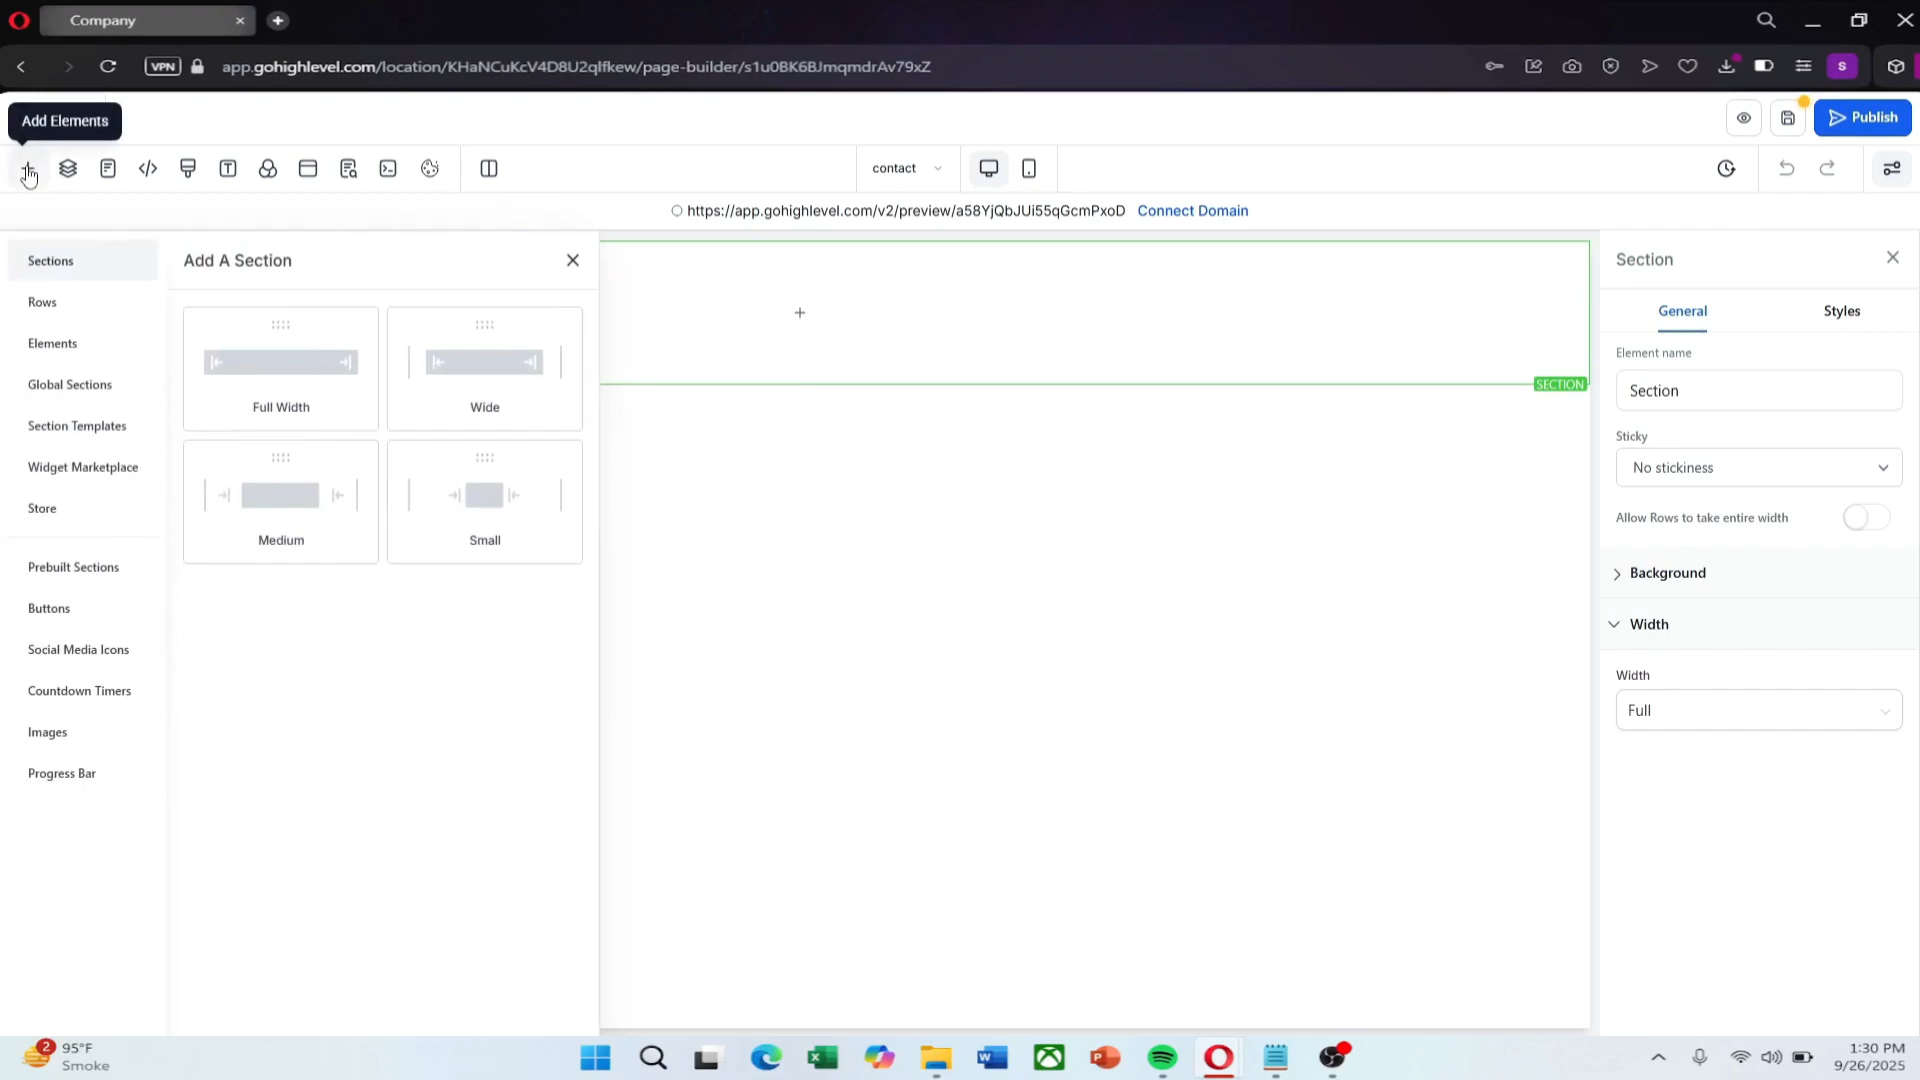 Company
VPN
app.gohighlevel.com/location/KHaNCuKcV4D8U2qlfkew/page-builder/s1u0BK6BJmqmdrAv79xZ
S
Add Elements
Publish
contact
https://app.gohighlevel.com/v2/preview/a58YjQbJUi55qGcmPxoD Connect Domain
Sections
Rows
Elements
Global Sections
Section Templates
Widget Marketplace
Store
Prebuilt Sections
Buttons
Social Media Icons
Countdown Timers
Images
Progress Bar
Add A Section
Full Width
Wide
Medium
Small
SECTION
Section
General
Styles
Element name
Section
Sticky
No stickiness
Allow Rows to take entire width
Background
Width
Width
Full
2
95°F
Smoke
1:30 PM
9/26/2025